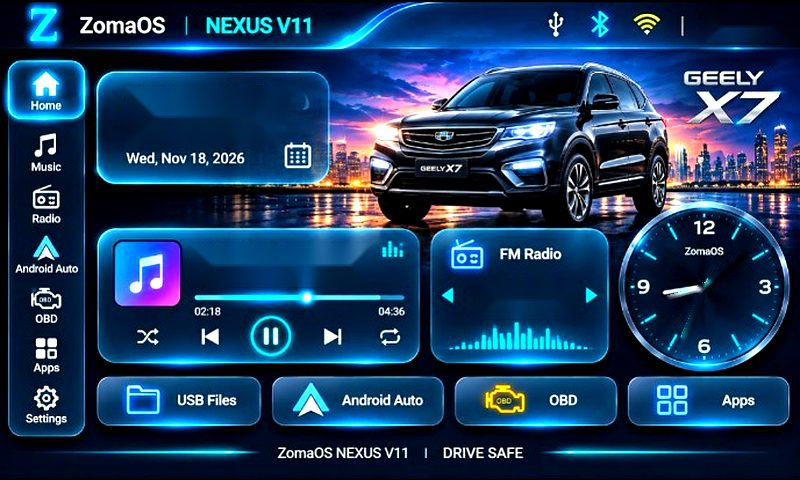 Z ZomaOS | NEXUS V11 |
GEELY
X7
Home
Music
Radio
Android Auto
OBD
OBD
Apps
Settings
Wed, Nov 18, 2026
GEELY X7
02:18
04:36
FM Radio
12
ZomaOS
9
3
6
USB Files
Android Auto
OBD
OBD
Apps
ZomaOS NEXUS V11 | DRIVE SAFE